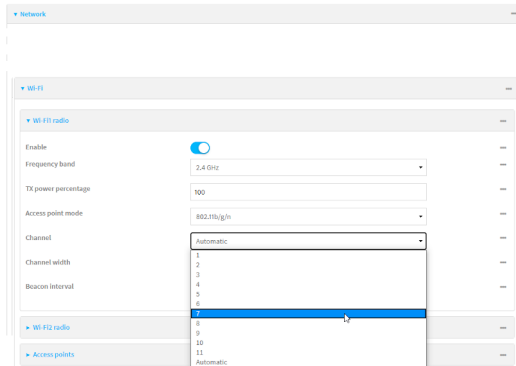 Network
Wi-Fi
Wi-Fi1 radio
Enable
Frequency band
2.4 GHz
TX power percentage
100
Access point mode
802.11b/g/n
Channel
Automatic
1
Channel width
2
3
4
Beacon interval
5
6
7
Wi-Fi2 radio
8
9
10
Access points
11
Automatic